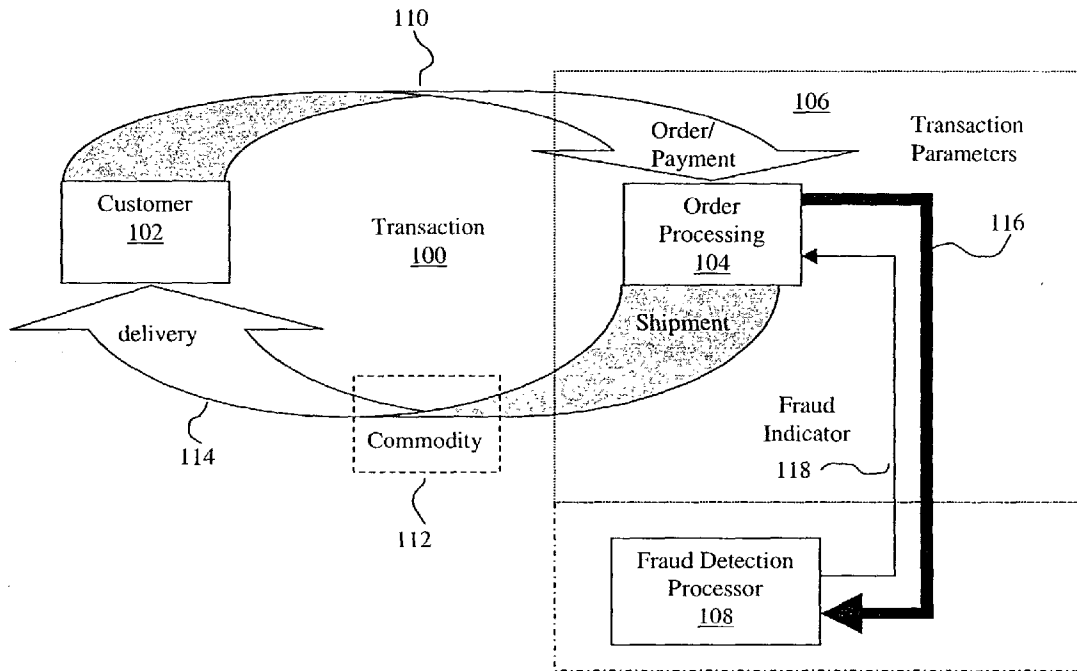 110
106
Order/
Payment
Transaction
Parameters
Customer
102
Transaction
100
Order
Processing
104
116
delivery
Shipment
Commodity
114
112
Fraud
Indicator
118
Fraud Detection
Processor
108